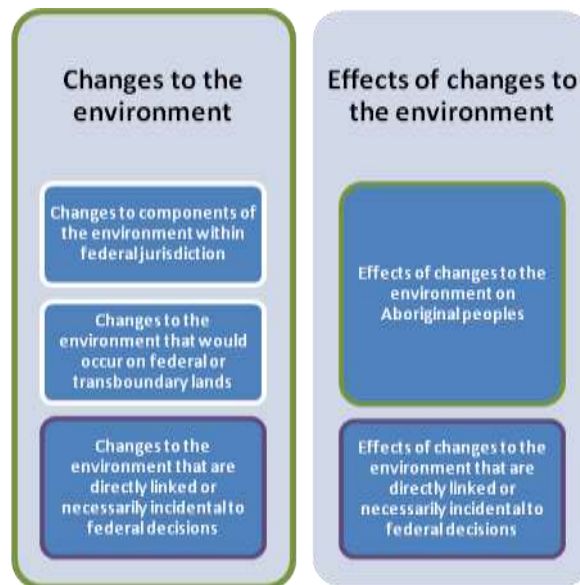 Changes to the
environment
Changes to components of
the environment within
federal jurisdiction
Changes to the
environment that would
occur on federal or
transboundary lands
Changes to the
environment that are
directly linked or
necessarily incidental to
federal decisions
Effects of changes to
the environment
Effects of changes to the
environment on
Aboriginal peoples
Effects of changes to the
environment that are
directly linked or
necessarily incidental to
federal decisions